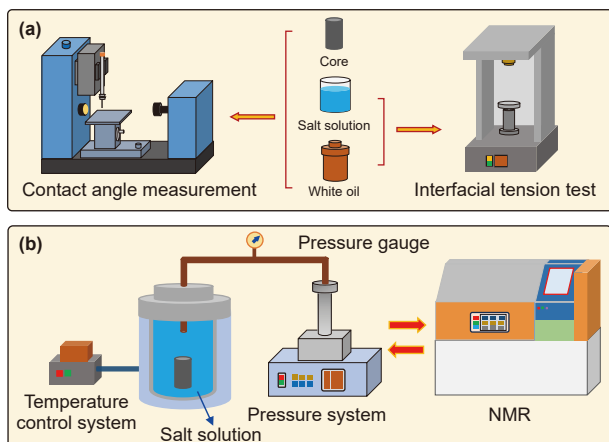 (a)
Core
Salt solution
White oil
Contact angle measurement
Interfacial tension test
(b)
Pressure gauge
Temperature
control system
Salt solution
Pressure system
NMR